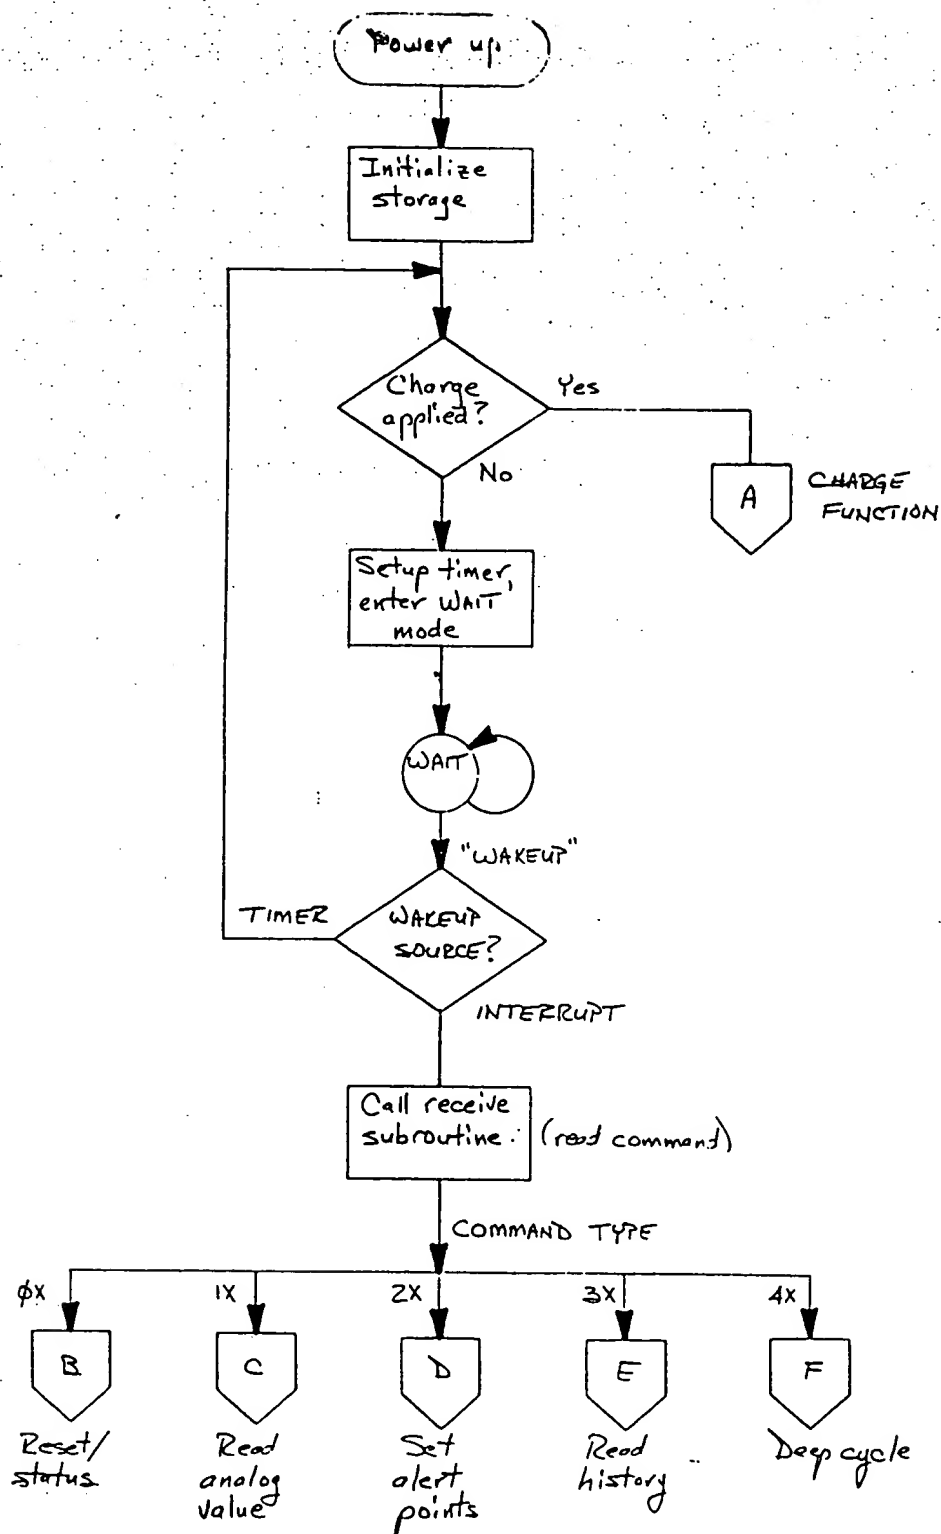 Power up
Initialize
storage
Charge
applied?
Yes
No
A
CHARGE
FUNCTION
Setup timer,
enter WAIT
mode
WAIT
"WAKEUP"
TIMER
WAKEUP
SOURCE?
INTERRUPT
Call receive
subroutine.
(read command)
COMMAND TYPE
ϕX
1X
2X
3X
4X
B
C
D
E
F
Reset/
status
Read
analog
value
Set
alert
points
Read
history
Deep cycle